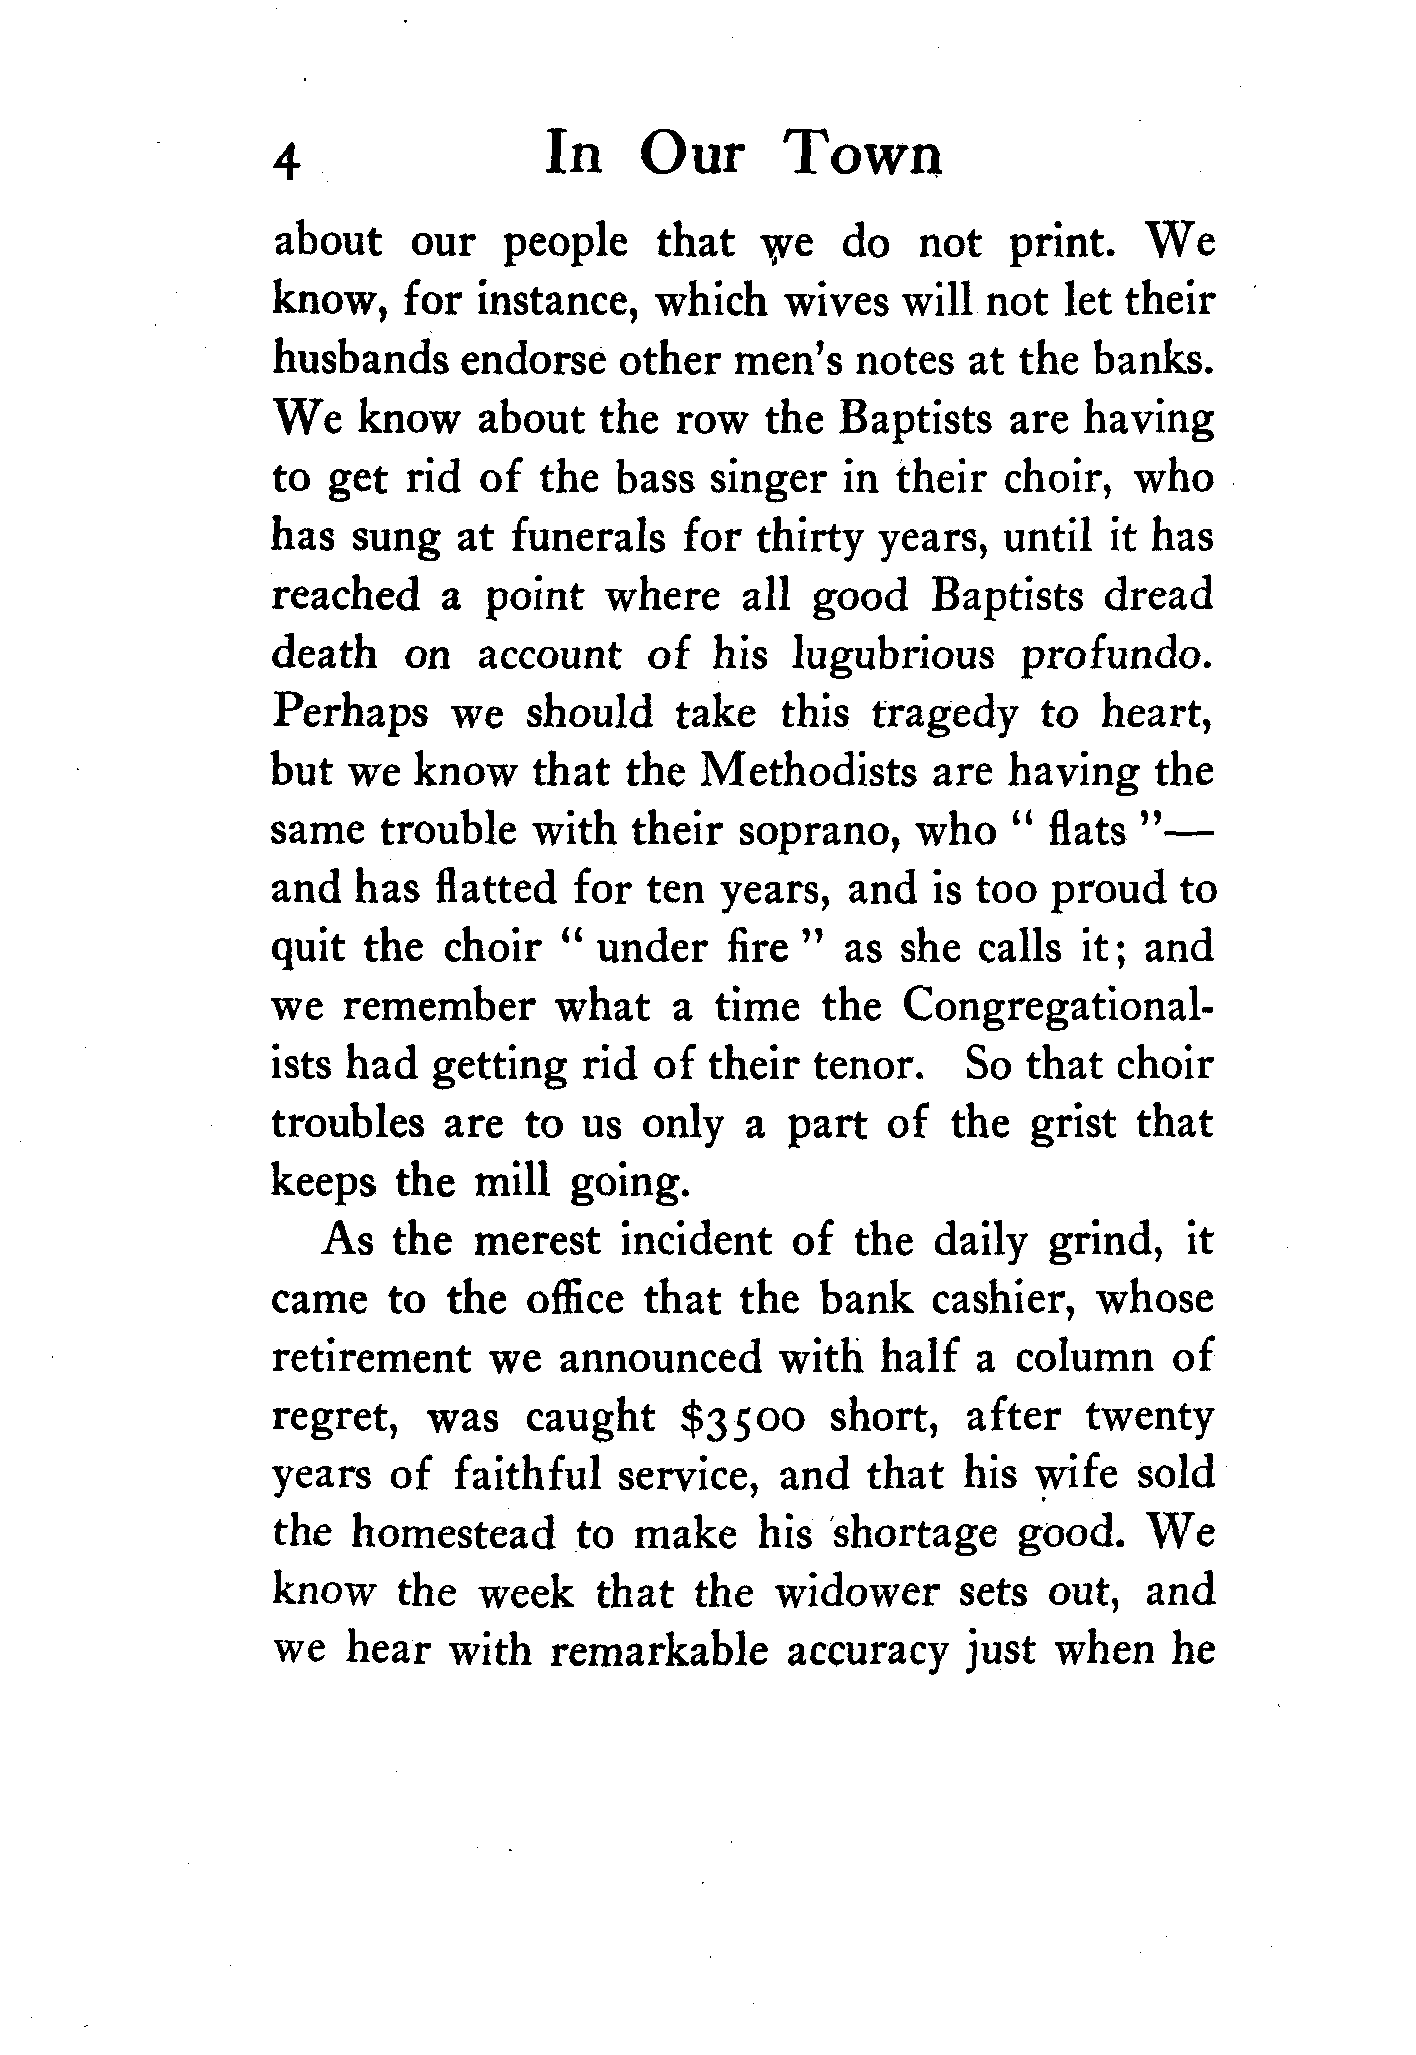 4 In Our Town
about our people that we do not print. We
know, for instance, which wives will not let their
husbands endorse other men's notes at the banks.
We know about the row the Baptists are having
to get rid of the bass singer in their choir, who
has sung at funerals for thirty years, until it has
reached a point where all good Baptists dread
death on account of his lugubrious profundo.
Perhaps we should take this tragedy to heart,
but we know that the Methodists are having the
same trouble with their soprano, who “ flats ”—
and has flatted for ten years, and is too proud to
quit the choir “ under fire ” as she calls it; and
we remember what a time the Congregational-
ists had getting rid of their tenor. So that choir
troubles are to us only a part of the grist that
keeps the mill going.
As the merest incident of the daily grind, it
came to the office that the bank cashier, whose
retirement we announced with half a column of
regret, was caught $3500 short, after twenty
years of faithful service, and that his wife sold
the homestead to make his shortage good. We
know the week that the widower sets out, and
we hear with remarkable accuracy just when he